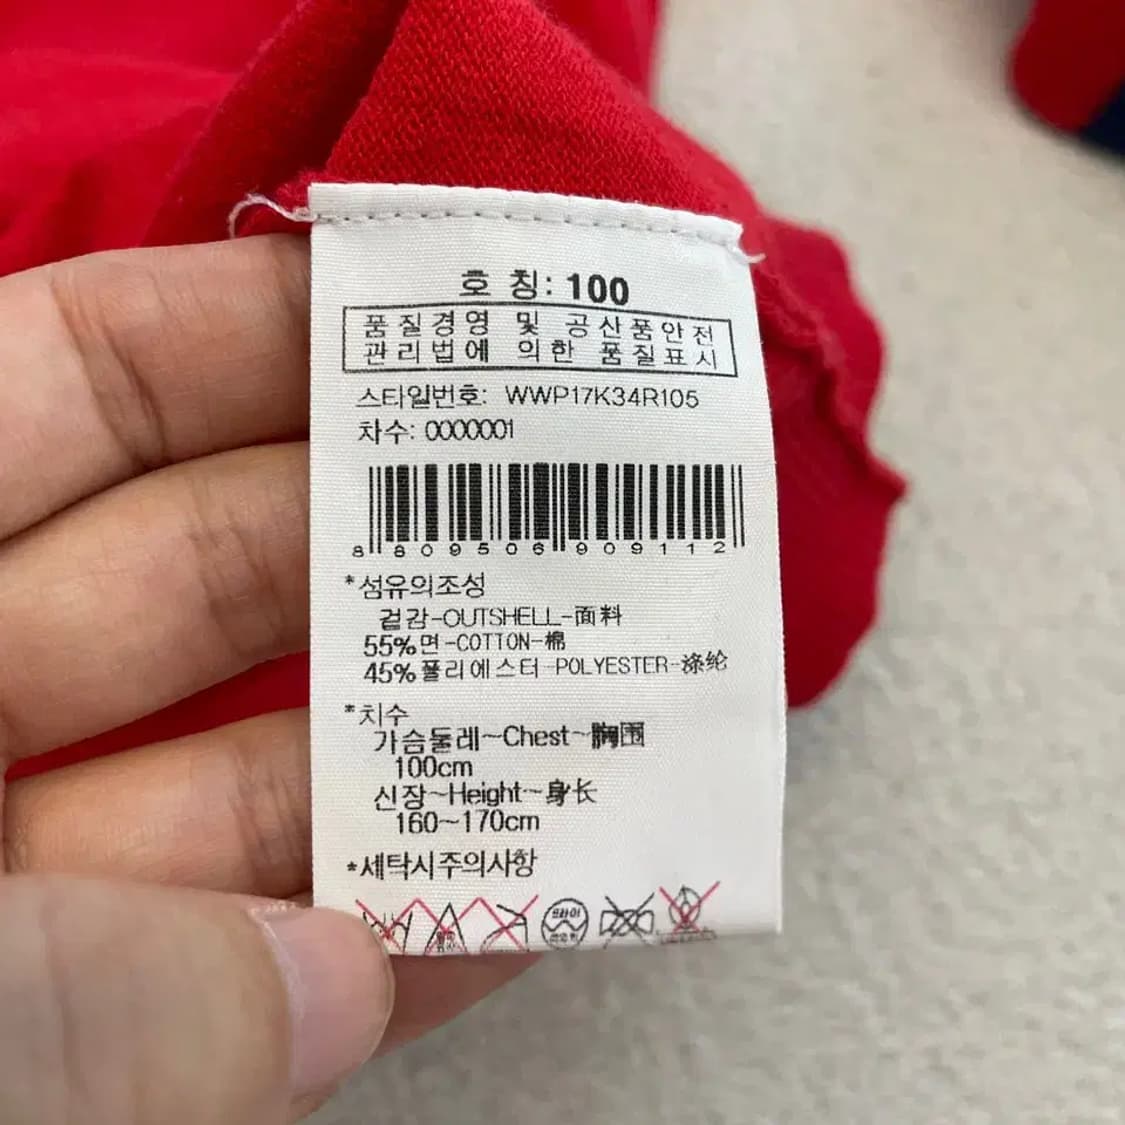 호 칭: 100
품질경영 및 공산품안전
관리법에 의한 품질표시
스타일번호: WWP17K34R105
차수: 0000001
8809506909112
*섬유의조성
겉감-OUTSHELL-面料
55%면-COTTON-棉
45%폴리에스터-POLYESTER-涤纶
*치수
가슴둘레~Chest~胸围
100cm
신장~Height~身长
160~170cm
*세탁시주의사항
드라이